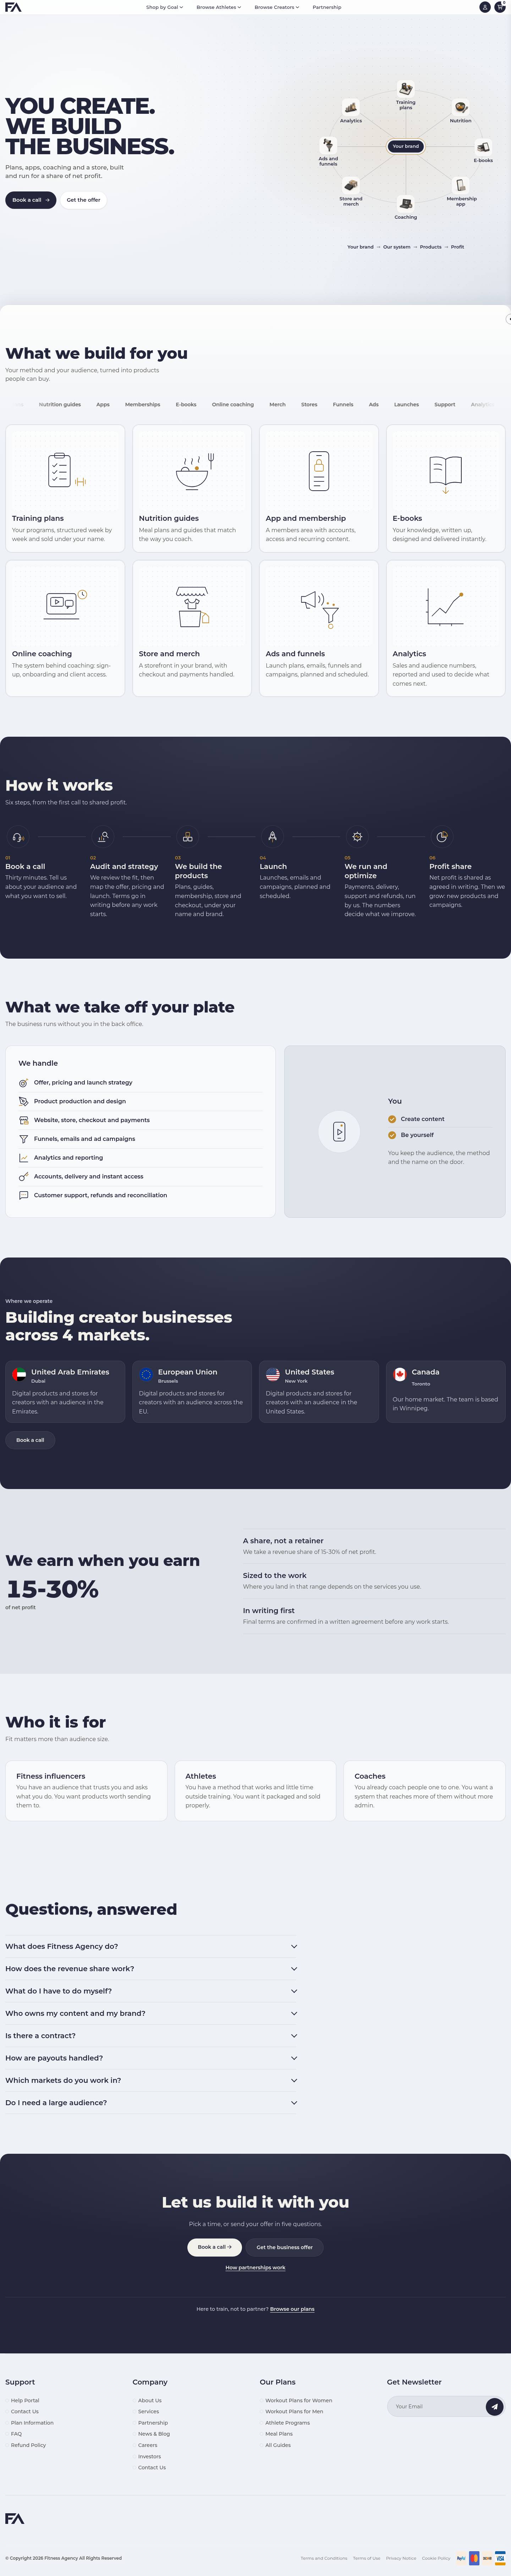 FA
Shop by Goal
Browse Athletes
Browse Creators
Partnership
YOU CREATE.
WE BUILD
THE BUSINESS.
Plans, apps, coaching and a store, built
and run for a share of net profit.
Book a call →
Get the offer
Training
plans
Analytics
Nutrition
Your brand
Ads and
funnels
E-books
Store and
merch
Membership
app
Coaching
Your brand → Our system → Products → Profit
What we build for you
Your method and your audience, turned into products
people can buy.
Nutrition guides
Apps
Memberships
E-books
Online coaching
Merch
Stores
Funnels
Ads
Launches
Support
Training plans
Your programs, structured week by
week and sold under your name.
Nutrition guides
Meal plans and guides that match
the way you coach.
App and membership
A members area with accounts,
access and recurring content.
E-books
Your knowledge, written up,
designed and delivered instantly.
Online coaching
The system behind coaching: sign-
up, onboarding and client access.
Store and merch
A storefront in your brand, with
checkout and payments handled.
Ads and funnels
Launch plans, emails, funnels and
campaigns, planned and scheduled.
Analytics
Sales and audience numbers,
reported and used to decide what
comes next.
How it works
Six steps, from the first call to shared profit.
01
Book a call
Thirty minutes. Tell us
about your audience and
what you want to sell.
02
Audit and strategy
We review the fit, then
map the offer, pricing and
launch. Terms go in
writing before any work
starts.
03
We build the
products
Plans, guides,
membership, store and
checkout, under your
name and brand.
04
Launch
Launches, emails and
campaigns, planned and
scheduled.
05
We run and
optimize
Payments, delivery,
support and refunds, run
by us. The numbers
decide what we improve.
06
Profit share
Net profit is shared as
agreed in writing. Then we
grow: new products and
campaigns.
What we take off your plate
The business runs without you in the back office.
We handle
Offer, pricing and launch strategy
Product production and design
Website, store, checkout and payments
Funnels, emails and ad campaigns
Analytics and reporting
Accounts, delivery and instant access
Customer support, refunds and reconciliation
You
Create content
Be yourself
You keep the audience, the method
and the name on the door.
Where we operate
Building creator businesses
across 4 markets.
United Arab Emirates
Dubai
Digital products and stores for
creators with an audience in the
Emirates.
European Union
Brussels
Digital products and stores for
creators with an audience across the
EU.
United States
New York
Digital products and stores for
creators with an audience in the
United States.
Canada
Toronto
Our home market. The team is based
in Winnipeg.
Book a call
We earn when you earn
15-30%
of net profit
A share, not a retainer
We take a revenue share of 15-30% of net profit.
Sized to the work
Where you land in that range depends on the services you use.
In writing first
Final terms are confirmed in a written agreement before any work starts.
Who it is for
Fit matters more than audience size.
Fitness influencers
You have an audience that trusts you and asks
what you do. You want products worth sending
them to.
Athletes
You have a method that works and little time
outside training. You want it packaged and sold
properly.
Coaches
You already coach people one to one. You want a
system that reaches more of them without more
admin.
Questions, answered
What does Fitness Agency do?
How does the revenue share work?
What do I have to do myself?
Who owns my content and my brand?
Is there a contract?
How are payouts handled?
Which markets do you work in?
Do I need a large audience?
Let us build it with you
Pick a time, or send your offer in five questions.
Book a call →
Get the business offer
How partnerships work
Here to train, not to partner? Browse our plans
Support
Help Portal
Contact Us
Plan Information
FAQ
Refund Policy
Company
About Us
Services
Partnership
News & Blog
Careers
Investors
Contact Us
Our Plans
Workout Plans for Women
Workout Plans for Men
Athlete Programs
Meal Plans
All Guides
Get Newsletter
Your Email
FA
© Copyright 2026 Fitness Agency All Rights Reserved
Terms and Conditions
Terms of Use
Privacy Notice
Cookie Policy